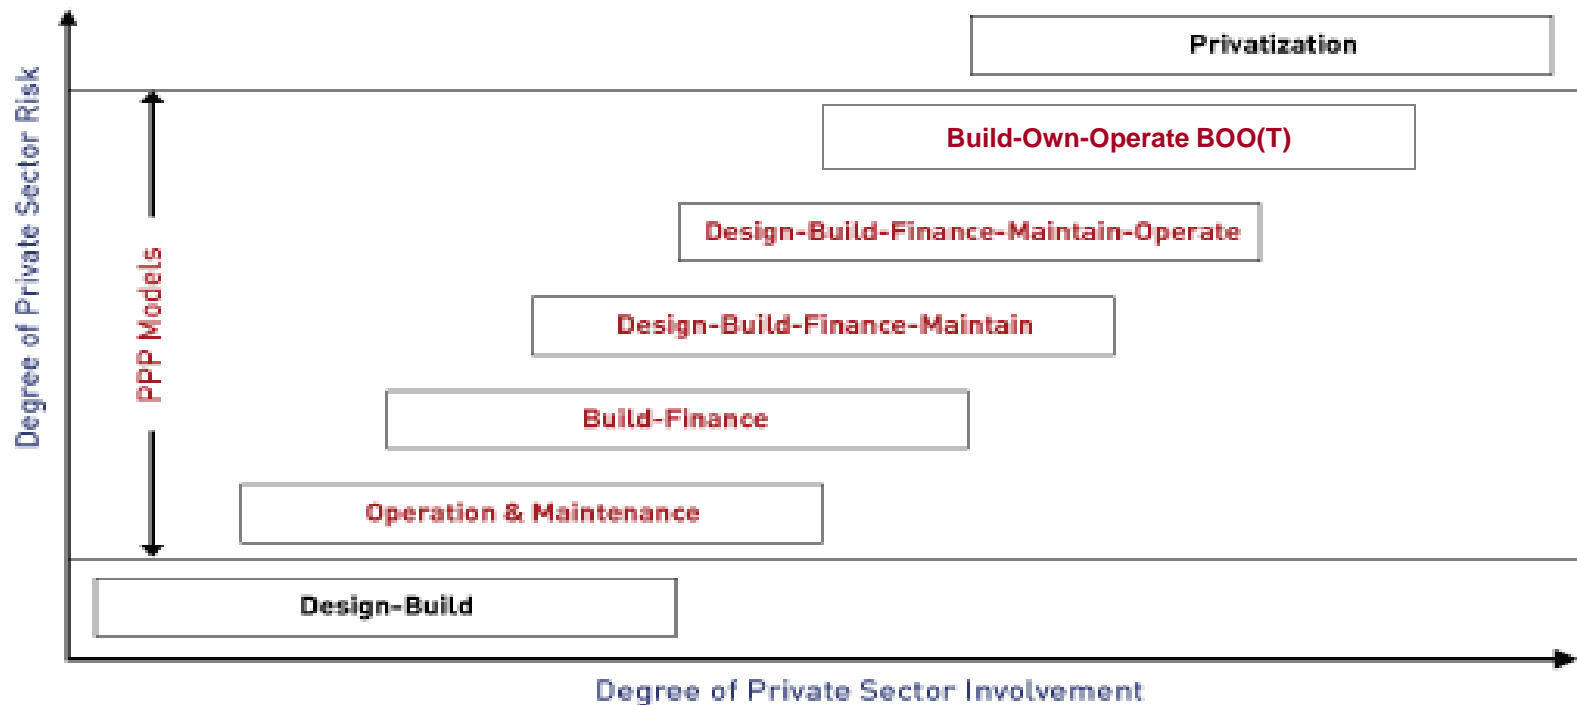 Privatization
Build-Own-Operate BOO(T)
Design-Build-Finance-Maintain-Operate
Design-Build-Finance-Maintain
Build-Finance
Operation & Maintenance
Design-Build
PPP Models
Degree of Private Sector Risk
Degree of Private Sector Involvement